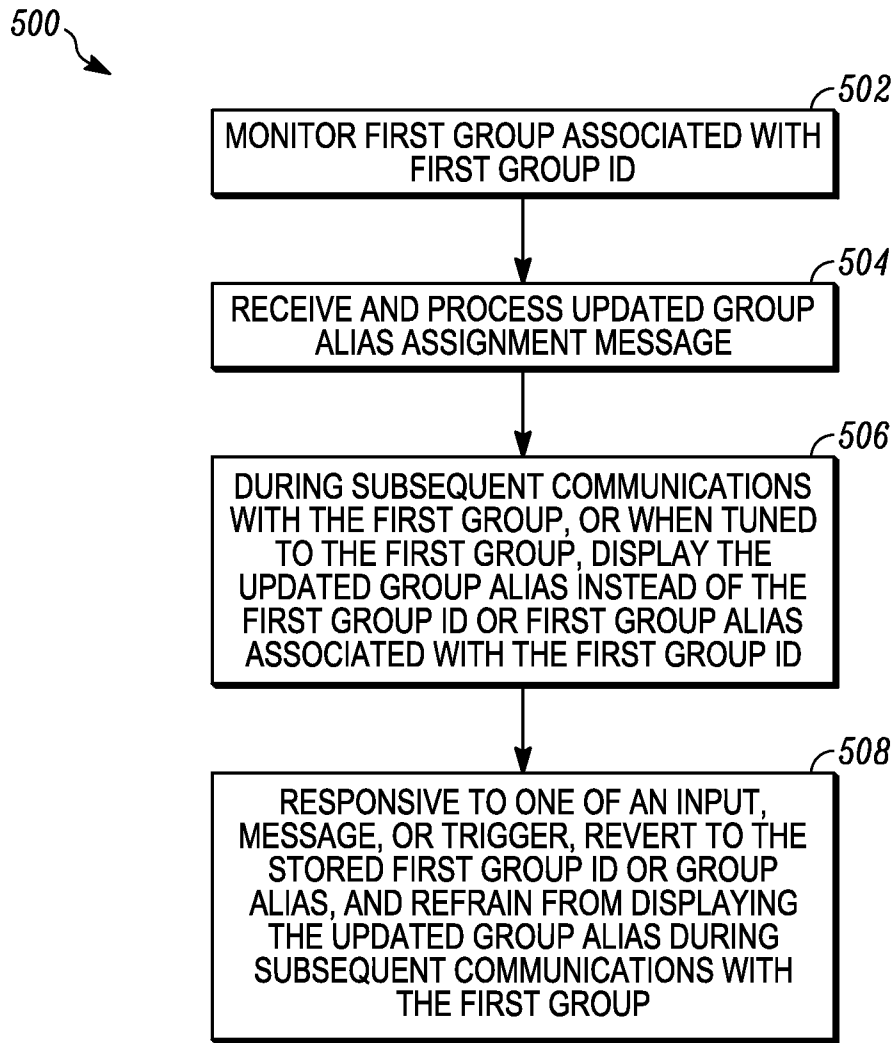 500
502
MONITOR FIRST GROUP ASSOCIATED WITH
FIRST GROUP ID
504
RECEIVE AND PROCESS UPDATED GROUP
ALIAS ASSIGNMENT MESSAGE
506
DURING SUBSEQUENT COMMUNICATIONS
WITH THE FIRST GROUP, OR WHEN TUNED
TO THE FIRST GROUP, DISPLAY THE
UPDATED GROUP ALIAS INSTEAD OF THE
FIRST GROUP ID OR FIRST GROUP ALIAS
ASSOCIATED WITH THE FIRST GROUP ID
508
RESPONSIVE TO ONE OF AN INPUT,
MESSAGE, OR TRIGGER, REVERT TO THE
STORED FIRST GROUP ID OR GROUP
ALIAS, AND REFRAIN FROM DISPLAYING
THE UPDATED GROUP ALIAS DURING
SUBSEQUENT COMMUNICATIONS WITH
THE FIRST GROUP